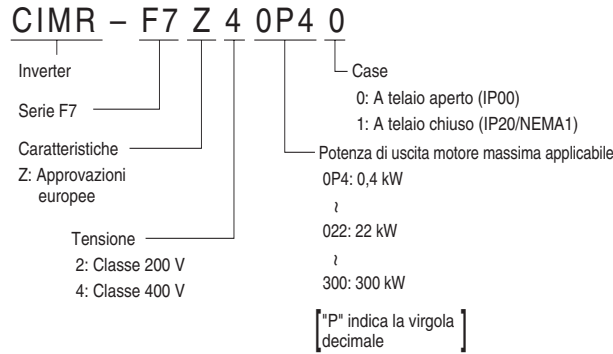 CIMR – F7 Z 4 0P4 0
Inverter
Serie F7
Caratteristiche
Z: Approvazioni
europee
Tensione
2: Classe 200 V
4: Classe 400 V
Case
0: A telaio aperto (IP00)
1: A telaio chiuso (IP20/NEMA1)
Potenza di uscita motore massima applicabile
0P4: 0,4 kW
~
022: 22 kW
~
300: 300 kW
["P" indica la virgola
decimale]